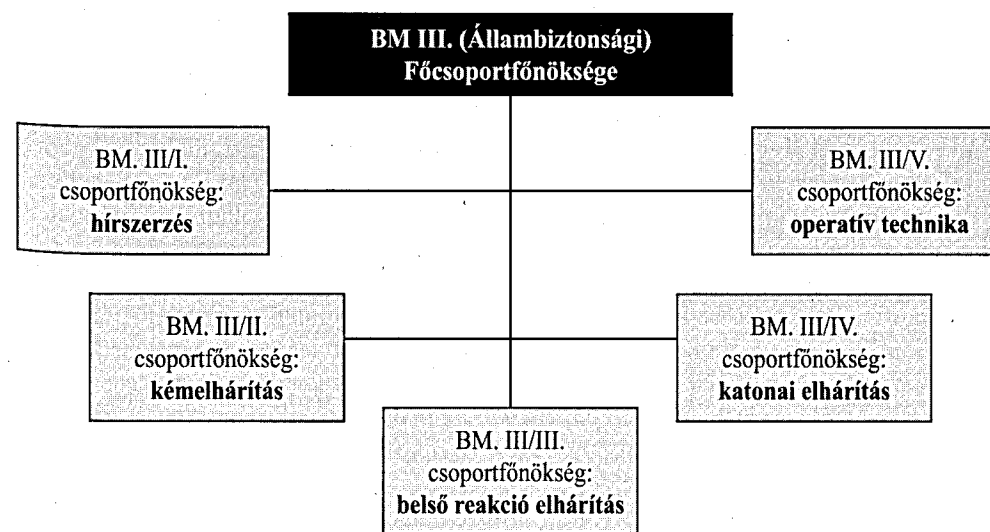 BM III. (Állambiztonsági)
Főcsoportfőnöksége
BM. III/I.
csoportfőnökség:
hírszerzés
BM. III/V.
csoportfőnökség:
operatív technika
BM. III/II.
csoportfőnökség:
kémelhárítás
BM. III/IV.
csoportfőnökség:
katonai elhárítás
BM. III/III.
csoportfőnökség:
belső reakció elhárítás